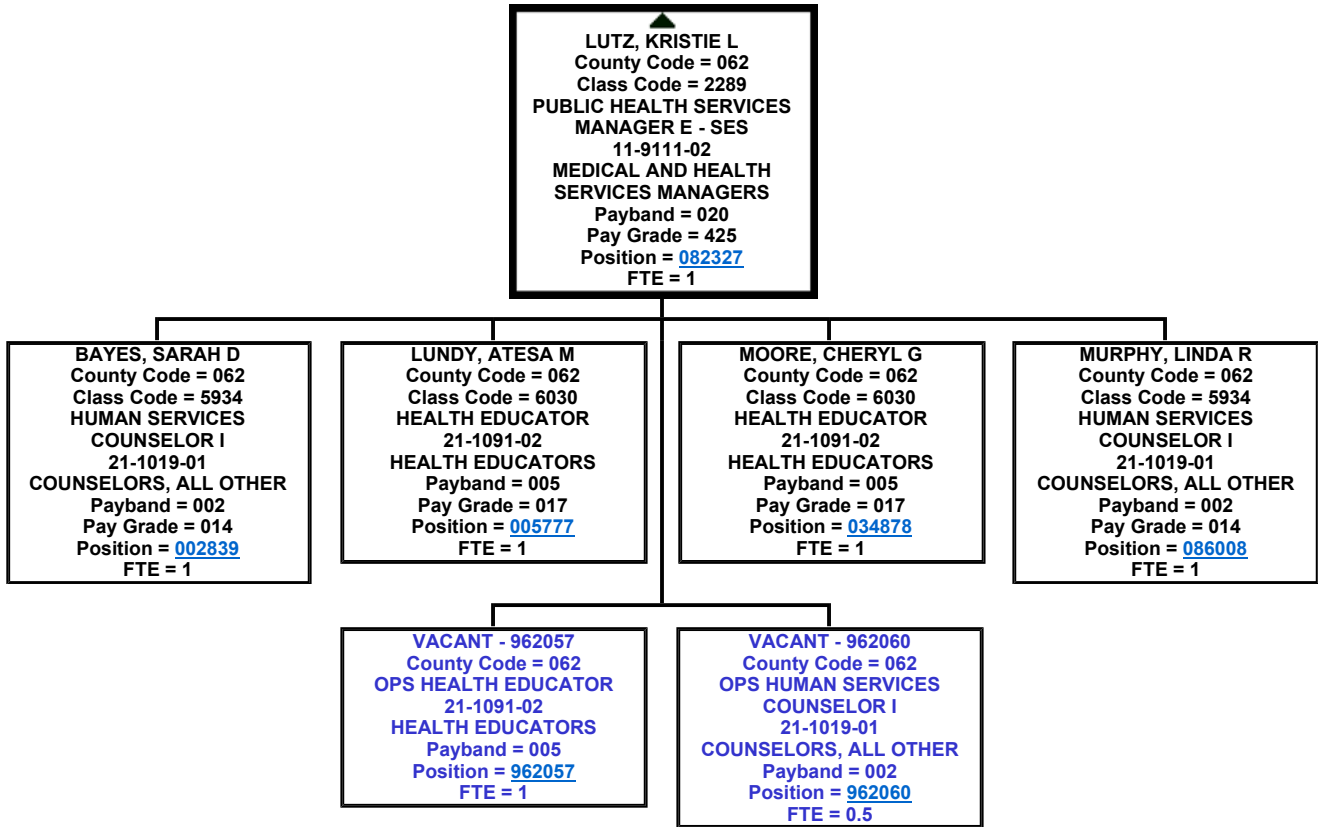 LUTZ, KRISTIE L
County Code = 062
Class Code = 2289
PUBLIC HEALTH SERVICES
MANAGER E - SES
11-9111-02
MEDICAL AND HEALTH
SERVICES MANAGERS
Payband = 020
Pay Grade = 425
Position = 082327
FTE = 1
BAYES, SARAH D
County Code = 062
Class Code = 5934
HUMAN SERVICES
COUNSELOR I
21-1019-01
COUNSELORS, ALL OTHER
Payband = 002
Pay Grade = 014
Position = 002839
FTE = 1
LUNDY, ATESA M
County Code = 062
Class Code = 6030
HEALTH EDUCATOR
21-1091-02
HEALTH EDUCATORS
Payband = 005
Pay Grade = 017
Position = 005777
FTE = 1
MOORE, CHERYL G
County Code = 062
Class Code = 6030
HEALTH EDUCATOR
21-1091-02
HEALTH EDUCATORS
Payband = 005
Pay Grade = 017
Position = 034878
FTE = 1
MURPHY, LINDA R
County Code = 062
Class Code = 5934
HUMAN SERVICES
COUNSELOR I
21-1019-01
COUNSELORS, ALL OTHER
Payband = 002
Pay Grade = 014
Position = 086008
FTE = 1
VACANT - 962057
County Code = 062
OPS HEALTH EDUCATOR
21-1091-02
HEALTH EDUCATORS
Payband = 005
Position = 962057
FTE = 1
VACANT - 962060
County Code = 062
OPS HUMAN SERVICES
COUNSELOR I
21-1019-01
COUNSELORS, ALL OTHER
Payband = 002
Position = 962060
FTE = 0.5